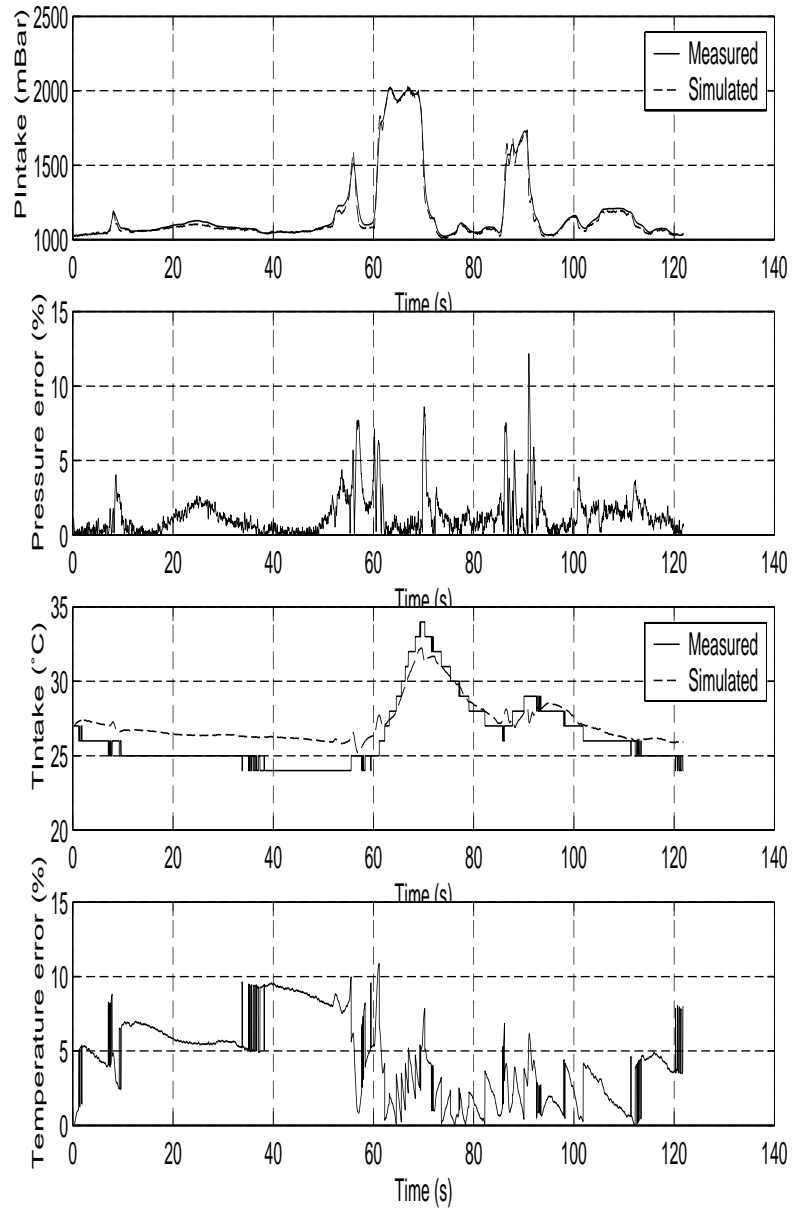 PIntake (mBar)
2500
2000
1500
1000
Measured
Simulated
0 20 40 60 80 100 120 140
Time (s)
Pressure error (%)
15
10
5
0
0 20 40 60 80 100 120 140
Time (s)
TIntake (°C)
35
30
25
20
Measured
Simulated
0 20 40 60 80 100 120 140
Time (s)
Temperature error (%)
15
10
5
0
0 20 40 60 80 100 120 140
Time (s)